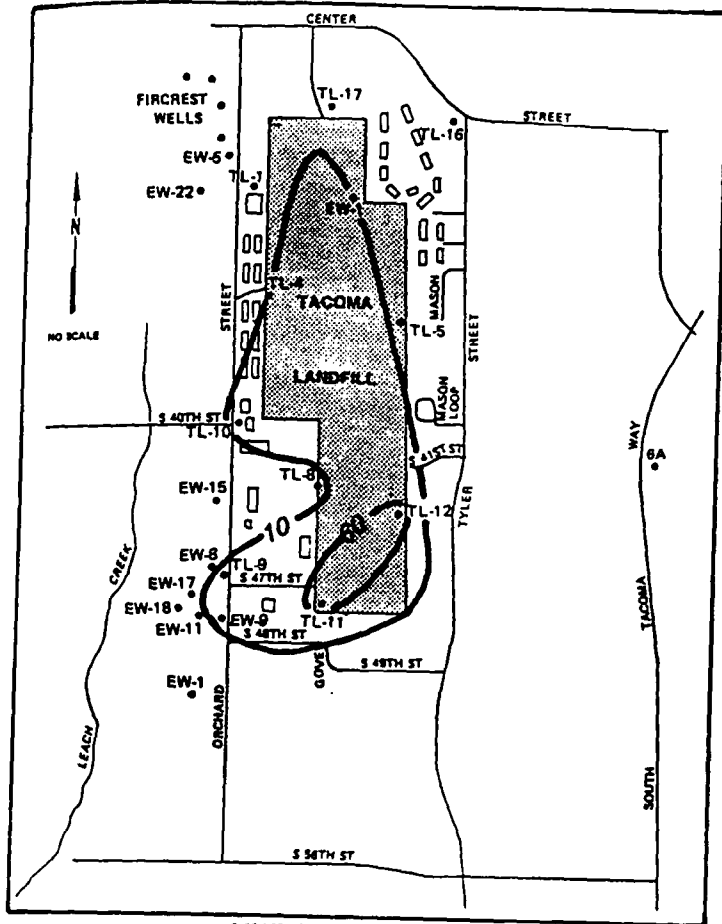 CENTER
STREET
TL-17
FIRCREST
WELLS
TL-16
EW-5
TL-1
EW-22
N
TL-4
TACOMA
TL-5
NO SCALE
STREET
MASON
STREET
LANDFILL
MASON
LOOP
S 40TH ST
TL-10
S 41ST ST
WAY
6A
TL-8
EW-15
10
TL-12
TYLER
CREEK
EW-8
TL-9
EW-17
S 47TH ST
EW-18
TL-11
EW-11
EW-9
S 48TH ST
TACOMA
GOVE
S 49TH ST
EW-1
ORCHARD
LEACH
SOUTH
S 56TH ST